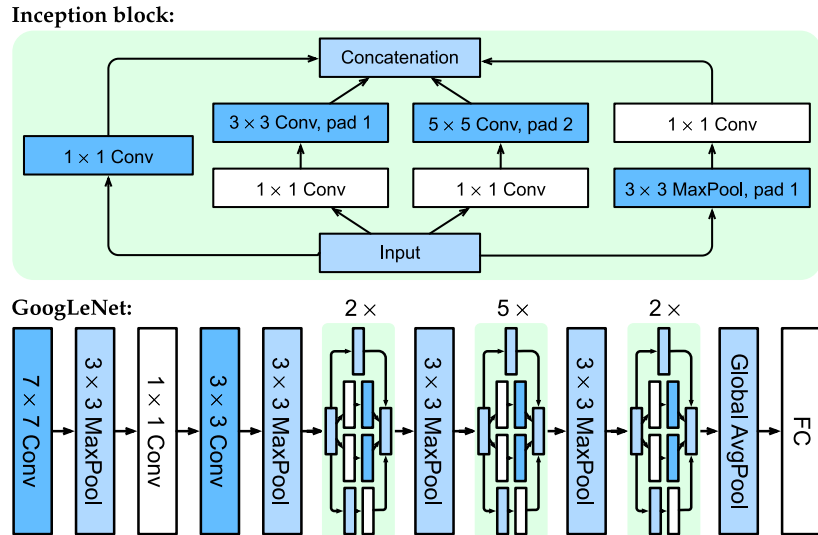 Inception block:
Concatenation
3 × 3 Conv, pad 1
5 × 5 Conv, pad 2
1 × 1 Conv
1 × 1 Conv
1 × 1 Conv
1 × 1 Conv
3 × 3 MaxPool, pad 1
Input
GoogLeNet:
2 ×
5 ×
2 ×
7 × 7 Conv
3 × 3 MaxPool
1 × 1 Conv
3 × 3 Conv
3 × 3 MaxPool
3 × 3 MaxPool
3 × 3 MaxPool
Global AvgPool
FC